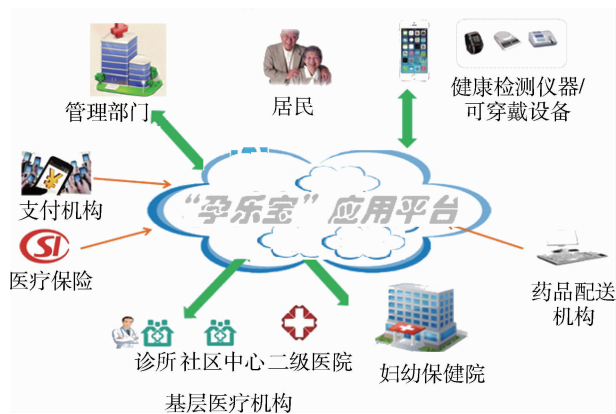 管理部门
居民
健康检测仪器/
可穿戴设备
支付机构
“孕乐宝”应用平台
SI
医疗保险
药品配送
机构
诊所 社区中心 二级医院
妇幼保健院
基层医疗机构